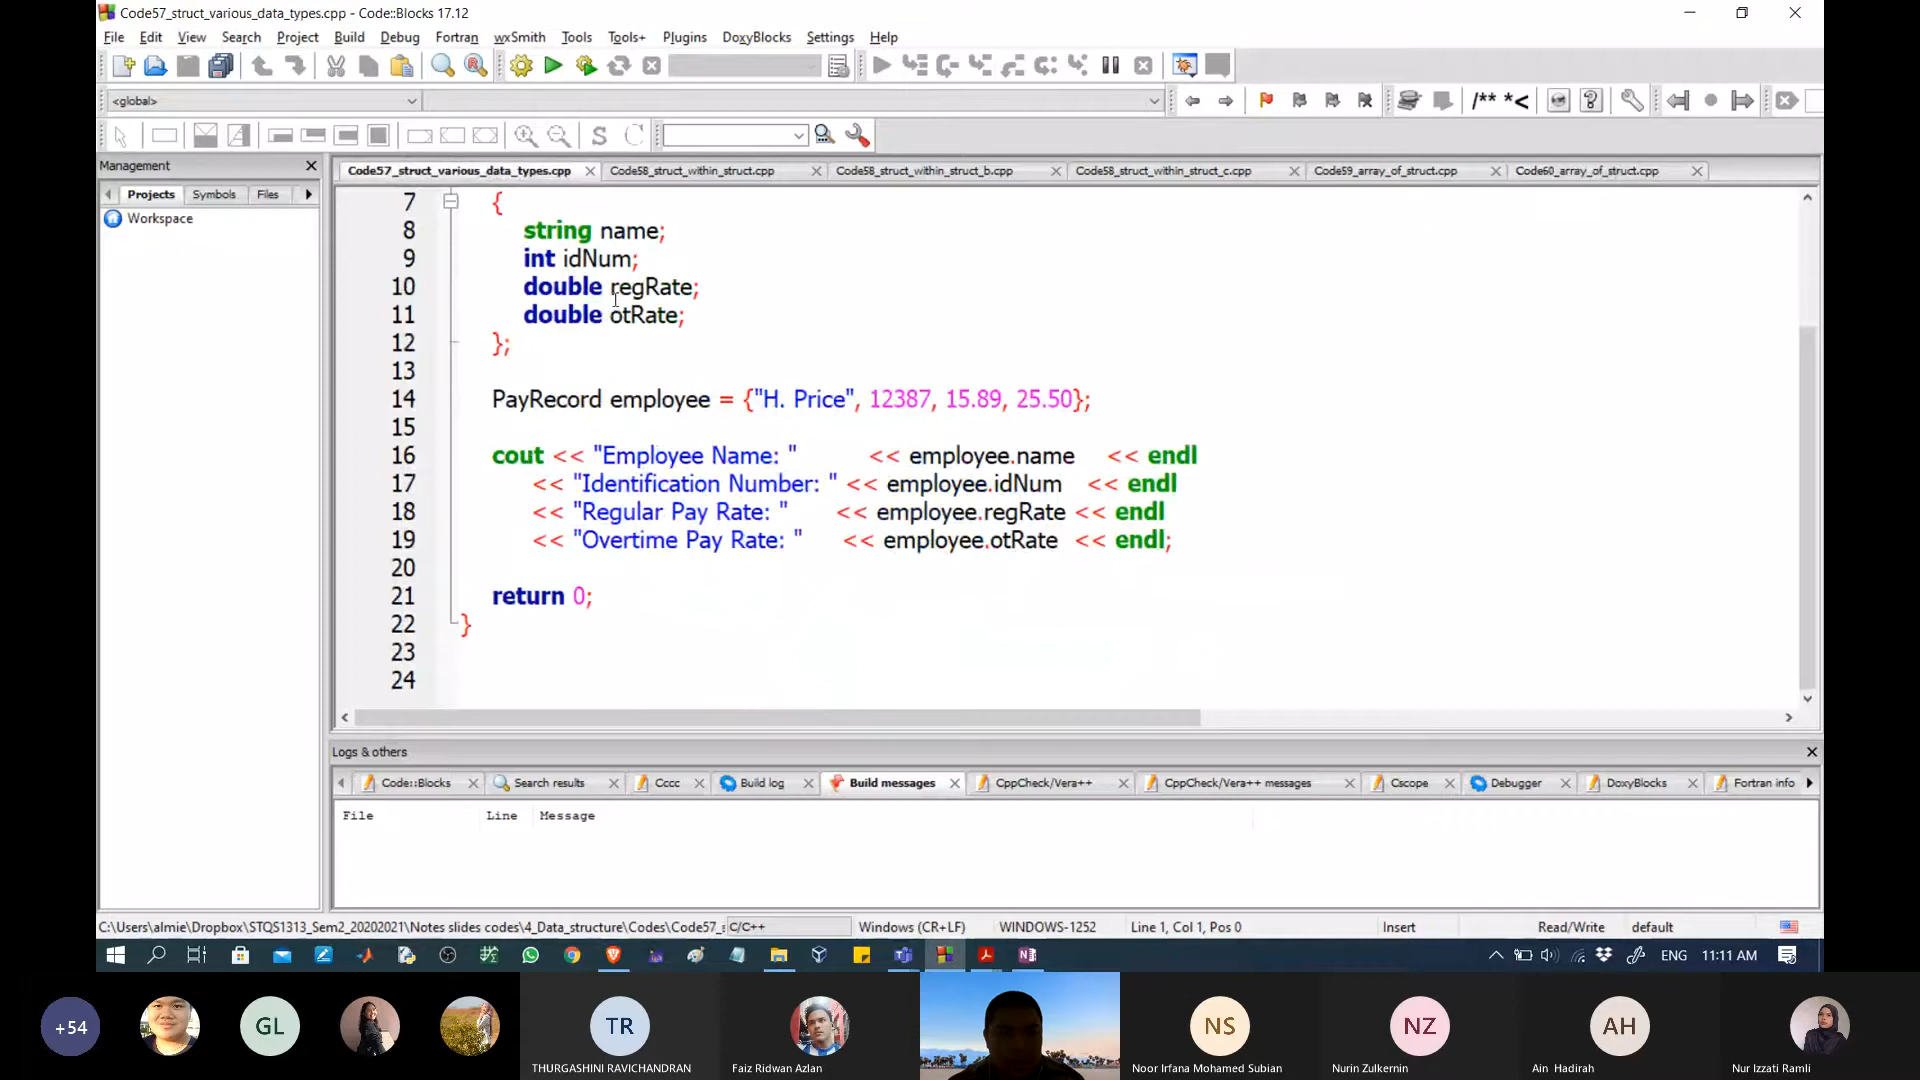 Code57_struct_various_data_types.cpp - Code::Blocks 17.12
File Edit View Search Project Build Debug Fortran wxSmith Tools Tools+ Plugins DoxyBlocks Settings Help
<global>
/** *<
S C
Management
Projects Symbols Files
Workspace
Code57_struct_various_data_types.cpp Code58_struct_within_struct.cpp Code58_struct_within_struct_b.cpp Code58_struct_within_struct_c.cpp Code59_array_of_struct.cpp Code60_array_of_struct.cpp
7 {
8 string name;
9 int idNum;
10 double regRate;
11 double otRate;
12 };
13
14 PayRecord employee = {"H. Price", 12387, 15.89, 25.50};
15
16 cout << "Employee Name: " << employee.name << endl
17 << "Identification Number: " << employee.idNum << endl
18 << "Regular Pay Rate: " << employee.regRate << endl
19 << "Overtime Pay Rate: " << employee.otRate << endl;
20
21 return 0;
22 }
23
24
Logs & others
Code::Blocks Search results Cccc Build log Build messages CppCheck/Vera++ CppCheck/Vera++ messages Cscope Debugger DoxyBlocks Fortran info
File Line Message
C:\Users\almie\Dropbox\STQS1313_Sem2_20202021\Notes slides codes\4_Data_structure\Codes\Code57_s C/C++ Windows (CR+LF) WINDOWS-1252 Line 1, Col 1, Pos 0 Insert Read/Write default
ENG 11:11 AM
+54 GL TR NS NZ AH
THURGASHINI RAVICHANDRAN Faiz Ridwan Azlan Noor Irfana Mohamed Subian Nurin Zulkernin Ain Hadirah Nur Izzati Ramli